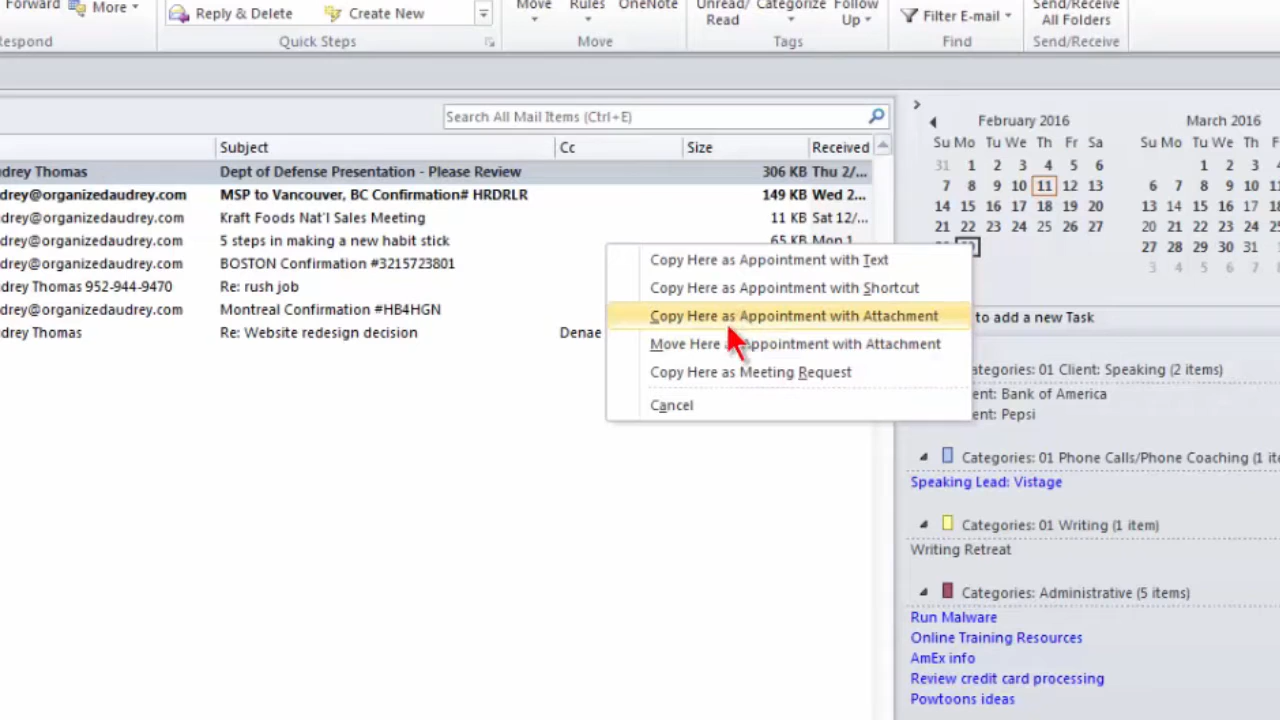 Forward More
Respond
Reply & Delete Create New
Quick Steps
Move Rules OneNote
Move
Unread/ Read Categorize Follow Up
Tags
Filter E-mail
Find
Send/Receive All Folders
Send/Receive
Search All Mail Items (Ctrl+E)
Subject Cc Size Received
udrey Thomas Dept of Defense Presentation - Please Review 306 KB Thu 2/...
drey@organizedaudrey.com MSP to Vancouver, BC Confirmation# HRDRLR 149 KB Wed 2...
drey@organizedaudrey.com Kraft Foods Nat'l Sales Meeting 11 KB Sat 12/...
drey@organizedaudrey.com 5 steps in making a new habit stick 65 KB Mon 1
drey@organizedaudrey.com BOSTON Confirmation #3215723801
drey Thomas 952-944-9470 Re: rush job
drey@organizedaudrey.com Montreal Confirmation #HB4HGN
drey Thomas Re: Website redesign decision Denae
Copy Here as Appointment with Text
Copy Here as Appointment with Shortcut
Copy Here as Appointment with Attachment
Move Here Appointment with Attachment
Copy Here as Meeting Request
Cancel
February 2016
Su Mo Tu We Th Fr Sa
31 1 2 3 4 5 6
7 8 9 10 11 12 13
14 15 16 17 18 19 20
21 22 23 24 25 26 27
March 2016
Su Mo Tu We Th
1 2 3
6 7 8 9 10 1
13 14 15 16 17 1
20 21 22 23 24 2
27 28 29 30 31
3 4 5 6 7
to add a new Task
ategories: 01 Client: Speaking (2 items)
ent: Bank of America
ent: Pepsi
Categories: 01 Phone Calls/Phone Coaching (1 ite
Speaking Lead: Vistage
Categories: 01 Writing (1 item)
Writing Retreat
Categories: Administrative (5 items)
Run Malware
Online Training Resources
AmEx info
Review credit card processing
Powtoons ideas